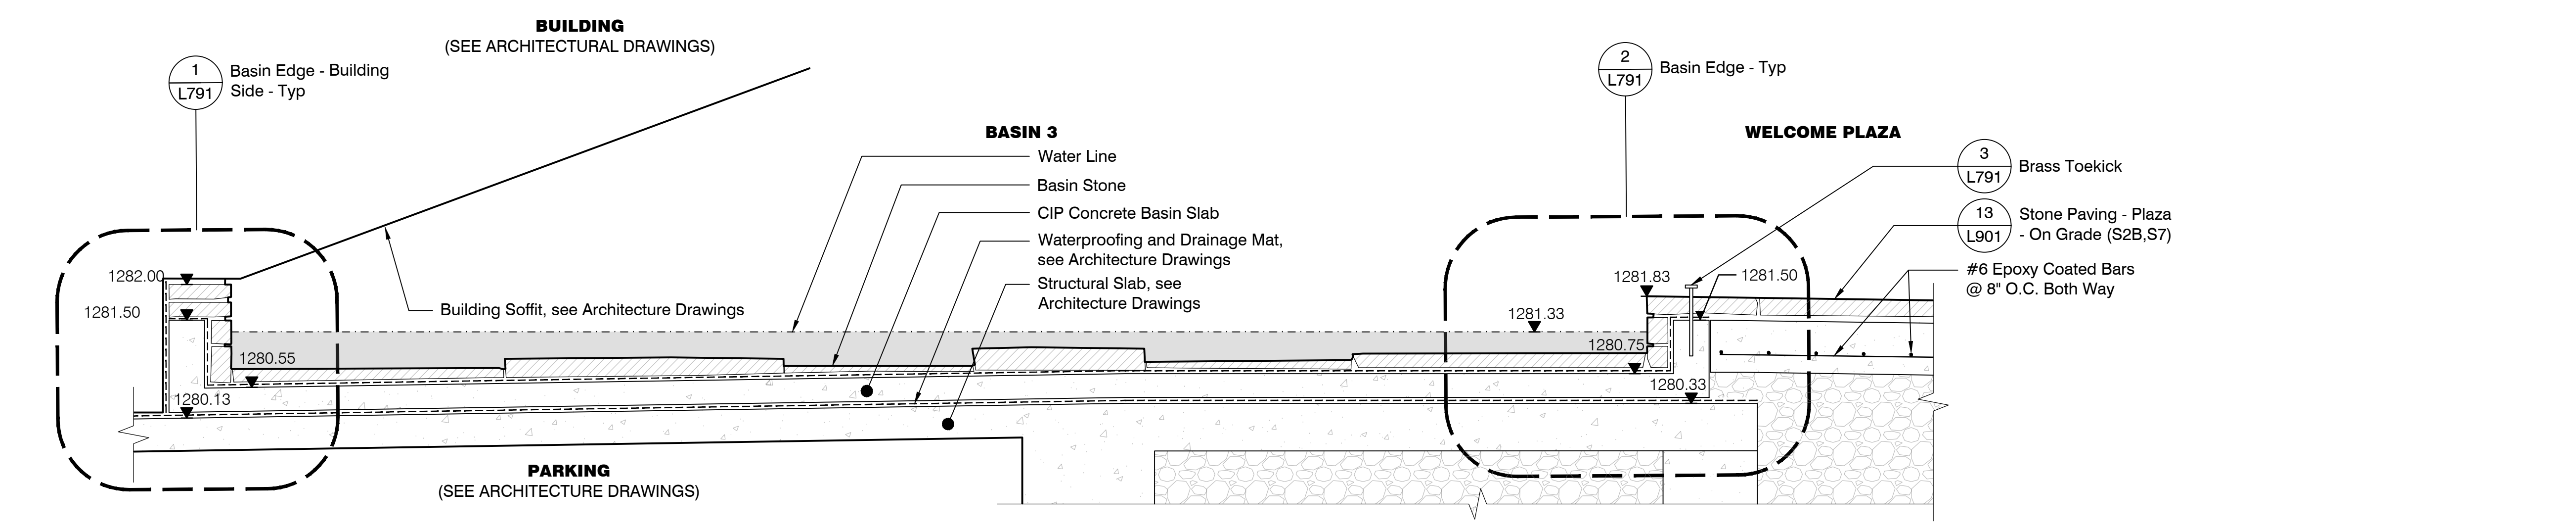 BUILDING
(SEE ARCHITECTURAL DRAWINGS)
1
L791
Basin Edge - Building
Side - Typ
2
L791
Basin Edge - Typ
BASIN 3
WELCOME PLAZA
Water Line
Basin Stone
CIP Concrete Basin Slab
Waterproofing and Drainage Mat,
see Architecture Drawings
Structural Slab, see
Architecture Drawings
3
L791
Brass Toekick
13
L901
Stone Paving - Plaza
- On Grade (S2B,S7)
#6 Epoxy Coated Bars
@ 8" O.C. Both Way
1282.00
1281.50
Building Soffit, see Architecture Drawings
1280.55
1280.13
1281.33
1281.83
1281.50
1280.75
1280.33
PARKING
(SEE ARCHITECTURE DRAWINGS)